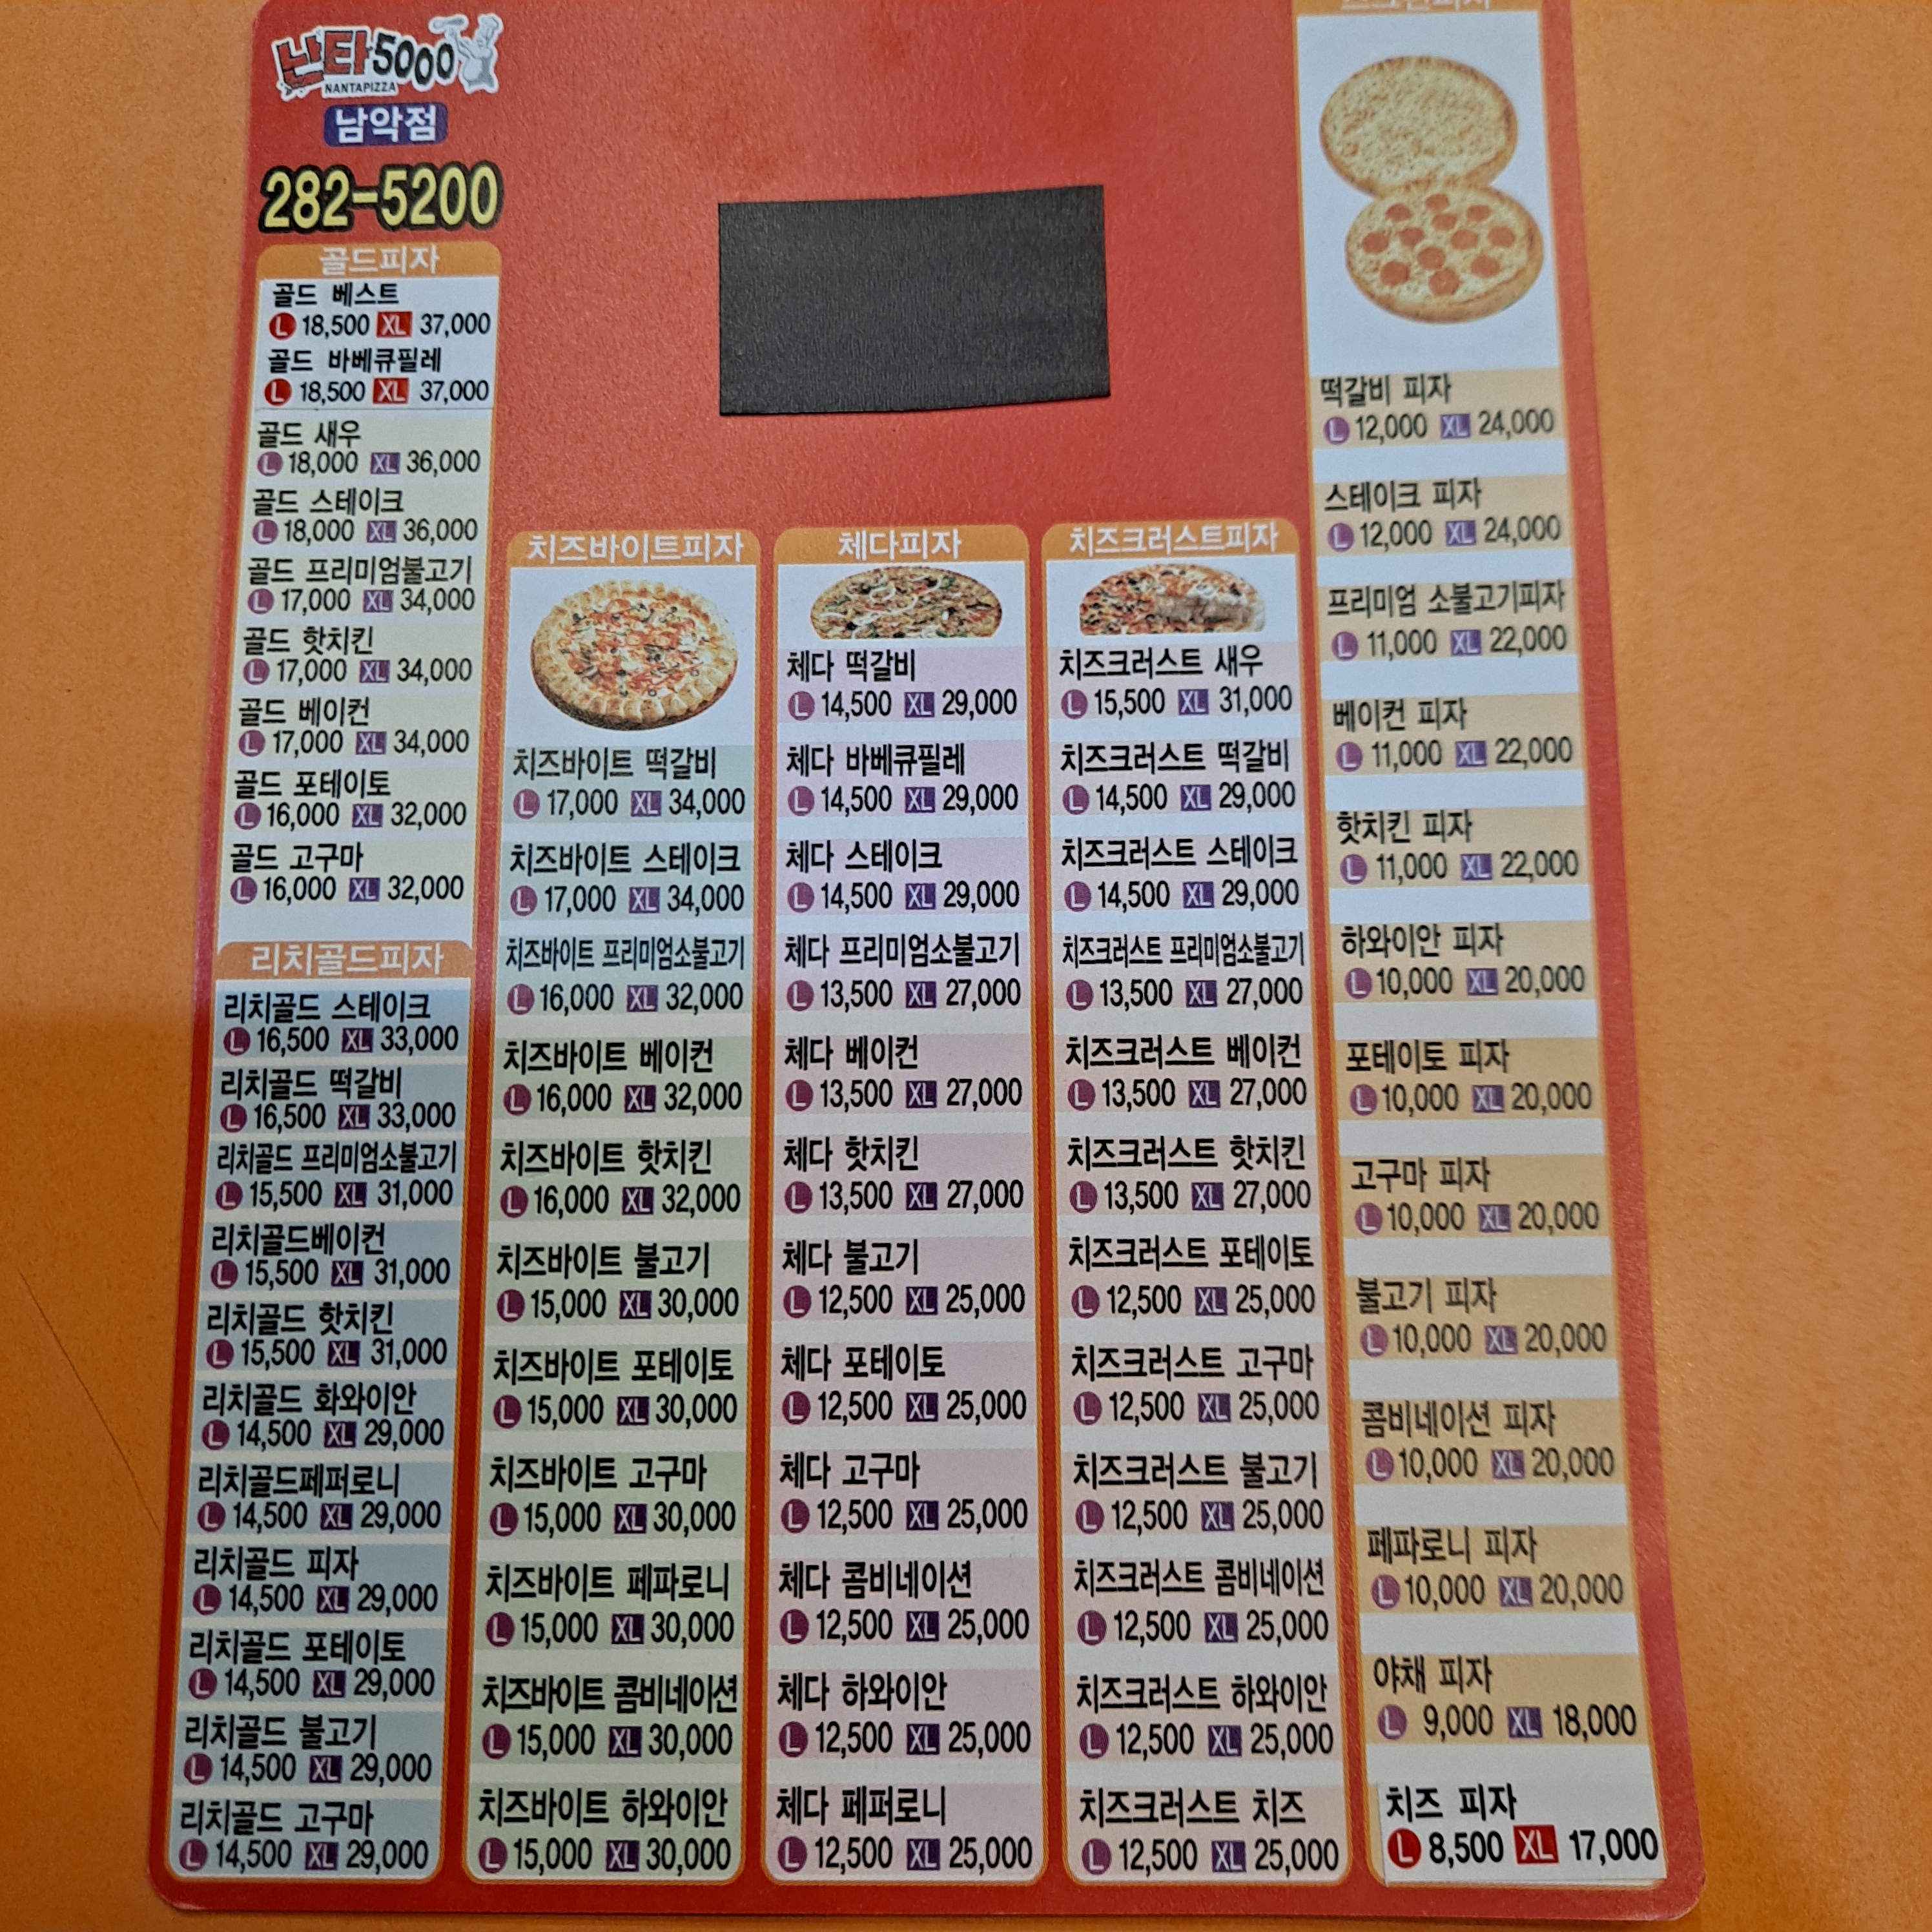 난타5000
NANTAPIZZA
남악점
282-5200
골드피자
골드 베스트
L 18,500 XL 37,000
골드 바베큐필레
L 18,500 XL 37,000
골드 새우
L 18,000 XL 36,000
골드 스테이크
L 18,000 XL 36,000
골드 프리미엄불고기
L 17,000 XL 34,000
골드 핫치킨
L 17,000 XL 34,000
골드 베이컨
L 17,000 XL 34,000
골드 포테이토
L 16,000 XL 32,000
골드 고구마
L 16,000 XL 32,000
리치골드피자
리치골드 스테이크
L 16,500 XL 33,000
리치골드 떡갈비
L 16,500 XL 33,000
리치골드 프리미엄소불고기
L 15,500 XL 31,000
리치골드베이컨
L 15,500 XL 31,000
리치골드 핫치킨
L 15,500 XL 31,000
리치골드 화와이안
L 14,500 XL 29,000
리치골드페퍼로니
L 14,500 XL 29,000
리치골드 피자
L 14,500 XL 29,000
리치골드 포테이토
L 14,500 XL 29,000
리치골드 불고기
L 14,500 XL 29,000
리치골드 고구마
L 14,500 XL 29,000
치즈바이트피자
치즈바이트 떡갈비
L 17,000 XL 34,000
치즈바이트 스테이크
L 17,000 XL 34,000
치즈바이트 프리미엄소불고기
L 16,000 XL 32,000
치즈바이트 베이컨
L 16,000 XL 32,000
치즈바이트 핫치킨
L 16,000 XL 32,000
치즈바이트 불고기
L 15,000 XL 30,000
치즈바이트 포테이토
L 15,000 XL 30,000
치즈바이트 고구마
L 15,000 XL 30,000
치즈바이트 페파로니
L 15,000 XL 30,000
치즈바이트 콤비네이션
L 15,000 XL 30,000
치즈바이트 하와이안
L 15,000 XL 30,000
체다피자
체다 떡갈비
L 14,500 XL 29,000
체다 바베큐필레
L 14,500 XL 29,000
체다 스테이크
L 14,500 XL 29,000
체다 프리미엄소불고기
L 13,500 XL 27,000
체다 베이컨
L 13,500 XL 27,000
체다 핫치킨
L 13,500 XL 27,000
체다 불고기
L 12,500 XL 25,000
체다 포테이토
L 12,500 XL 25,000
체다 고구마
L 12,500 XL 25,000
체다 콤비네이션
L 12,500 XL 25,000
체다 하와이안
L 12,500 XL 25,000
체다 페퍼로니
L 12,500 XL 25,000
치즈크러스트피자
치즈크러스트 새우
L 15,500 XL 31,000
치즈크러스트 떡갈비
L 14,500 XL 29,000
치즈크러스트 스테이크
L 14,500 XL 29,000
치즈크러스트 프리미엄소불고기
L 13,500 XL 27,000
치즈크러스트 베이컨
L 13,500 XL 27,000
치즈크러스트 핫치킨
L 13,500 XL 27,000
치즈크러스트 포테이토
L 12,500 XL 25,000
치즈크러스트 고구마
L 12,500 XL 25,000
치즈크러스트 불고기
L 12,500 XL 25,000
치즈크러스트 콤비네이션
L 12,500 XL 25,000
치즈크러스트 하와이안
L 12,500 XL 25,000
치즈크러스트 치즈
L 12,500 XL 25,000
떡갈비 피자
L 12,000 XL 24,000
스테이크 피자
L 12,000 XL 24,000
프리미엄 소불고기피자
L 11,000 XL 22,000
베이컨 피자
L 11,000 XL 22,000
핫치킨 피자
L 11,000 XL 22,000
하와이안 피자
L 10,000 XL 20,000
포테이토 피자
L 10,000 XL 20,000
고구마 피자
L 10,000 XL 20,000
불고기 피자
L 10,000 XL 20,000
콤비네이션 피자
L 10,000 XL 20,000
페파로니 피자
L 10,000 XL 20,000
야채 피자
L 9,000 XL 18,000
치즈 피자
L 8,500 XL 17,000